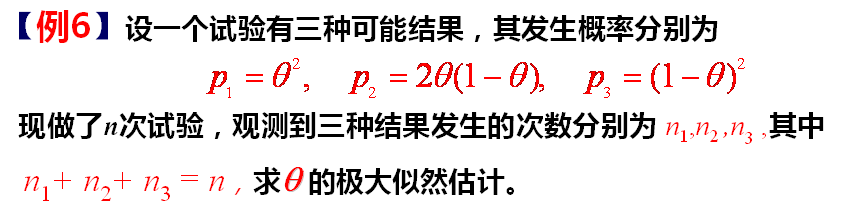 【例6】设一个试验有三种可能结果，其发生概率分别为
p₁ = θ², p₂ = 2θ(1 − θ), p₃ = (1 − θ)²
现做了n次试验，观测到三种结果发生的次数分别为 n₁,n₂,n₃,其中
n₁+ n₂+ n₃ = n , 求θ的极大似然估计。